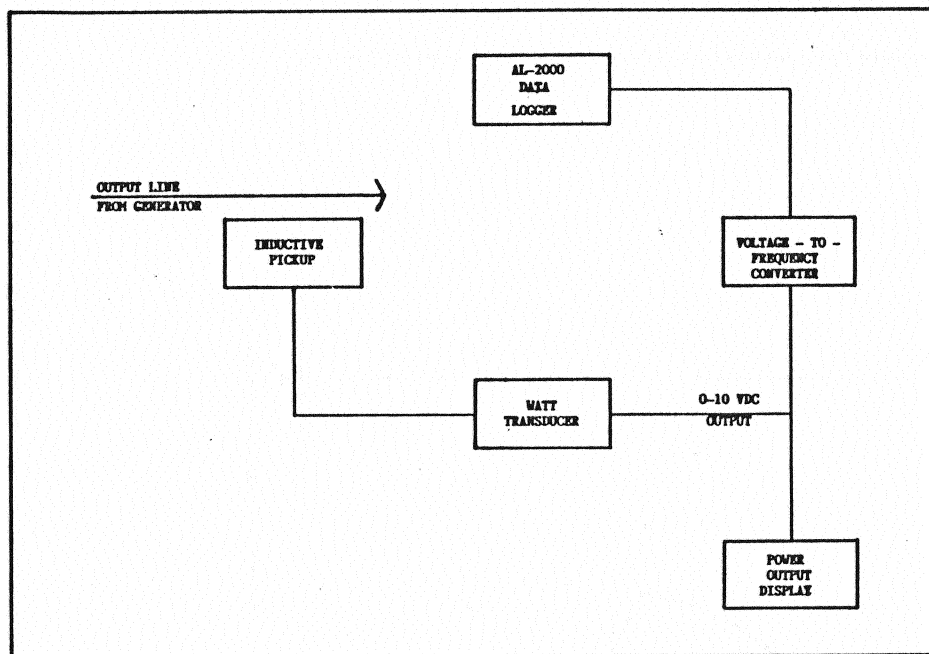 AL-2000
DATA
LOGGER
OUTPUT LINE
FROM GENERATOR
INDUCTIVE
PICKUP
VOLTAGE - TO -
FREQUENCY
CONVERTER
WATT
TRANSDUCER
0-10 VDC
OUTPUT
POWER
OUTPUT
DISPLAY